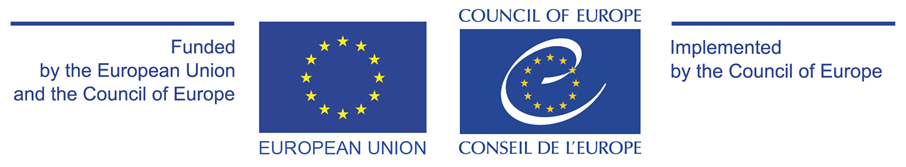 Funded
by the European Union
and the Council of Europe
EUROPEAN UNION
COUNCIL OF EUROPE
CONSEIL DE L'EUROPE
Implemented
by the Council of Europe